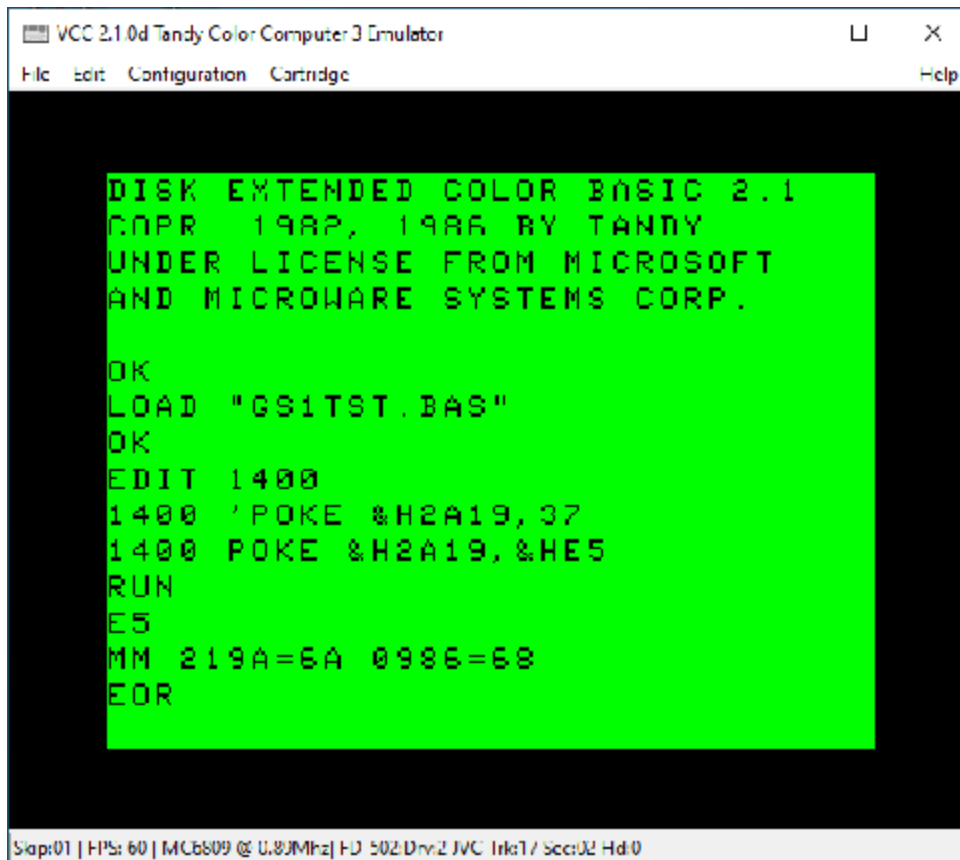 VCC 2.1.0d Tandy Color Computer 3 Emulator
File Edit Configuration Cartridge Help
DISK EXTENDED COLOR BASIC 2.1
COPR 1982, 1986 BY TANDY
UNDER LICENSE FROM MICROSOFT
AND MICROWARE SYSTEMS CORP.
OK
LOAD "GS1TST.BAS"
OK
EDIT 1400
1400 'POKE &H2A19,37
1400 POKE &H2A19,&HE5
RUN
E5
MM 219A=6A 0986=68
EOR
Skip:01 | FPS: 60 | MC6809 @ 0.89Mhz| FD-502:Drv:2 JVC Trk:17 Sec:02 Hd:0